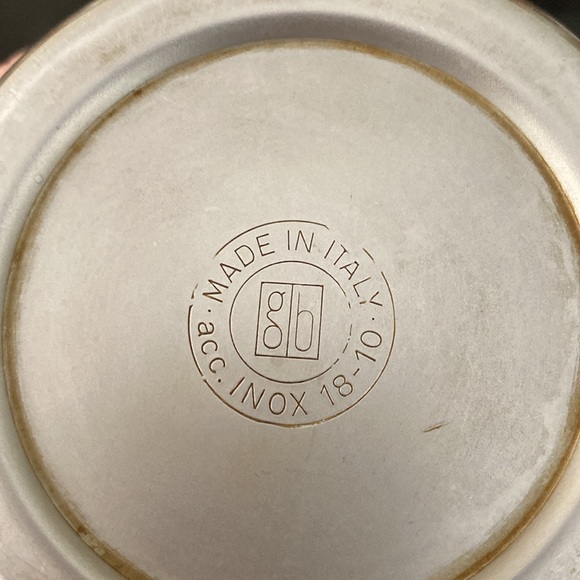 MADE IN ITALY
gb
· acc. INOX 18-10 ·